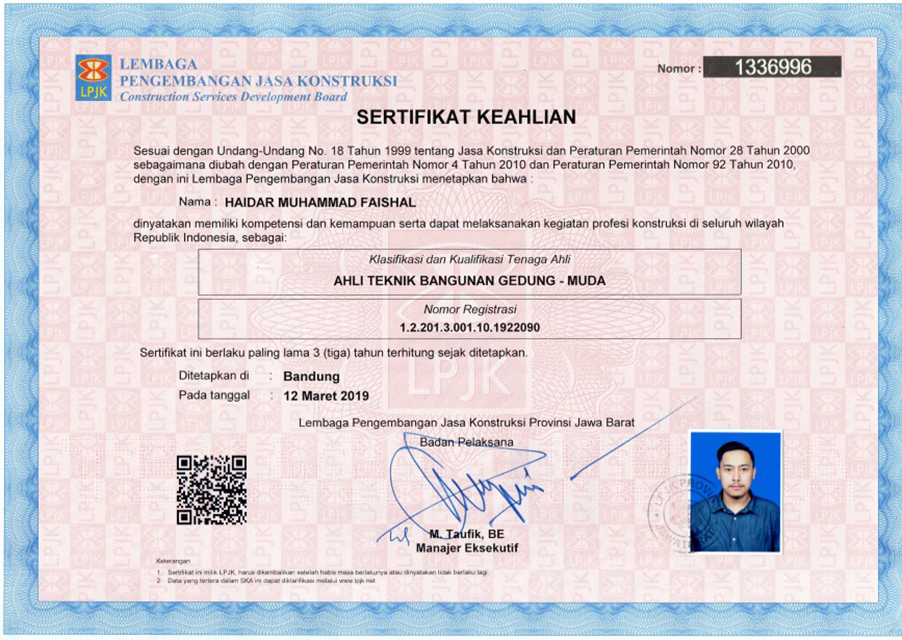 LEMBAGA
PENGEMBANGAN JASA KONSTRUKSI
Construction Services Development Board
LPJK
Nomor : 1336996
SERTIFIKAT KEAHLIAN
Sesuai dengan Undang-Undang No. 18 Tahun 1999 tentang Jasa Konstruksi dan Peraturan Pemerintah Nomor 28 Tahun 2000
sebagaimana diubah dengan Peraturan Pemerintah Nomor 4 Tahun 2010 dan Peraturan Pemerintah Nomor 92 Tahun 2010,
dengan ini Lembaga Pengembangan Jasa Konstruksi menetapkan bahwa :
Nama : HAIDAR MUHAMMAD FAISHAL
dinyatakan memiliki kompetensi dan kemampuan serta dapat melaksanakan kegiatan profesi konstruksi di seluruh wilayah
Republik Indonesia, sebagai:
Klasifikasi dan Kualifikasi Tenaga Ahli
AHLI TEKNIK BANGUNAN GEDUNG - MUDA
Nomor Registrasi
1.2.201.3.001.10.1922090
Sertifikat ini berlaku paling lama 3 (tiga) tahun terhitung sejak ditetapkan.
Ditetapkan di : Bandung
Pada tanggal : 12 Maret 2019
LPJK
Lembaga Pengembangan Jasa Konstruksi Provinsi Jawa Barat
Badan Pelaksana
M. Taufik, BE
Manajer Eksekutif
Keterangan
1. Sertifikat ini milik LPJK, harus dikembalikan setelah habis masa berlakunya atau dinyatakan tidak berlaku lagi.
2. Data yang tertera dalam SKA ini dapat diklarifikasi melalui www.lpjk.net